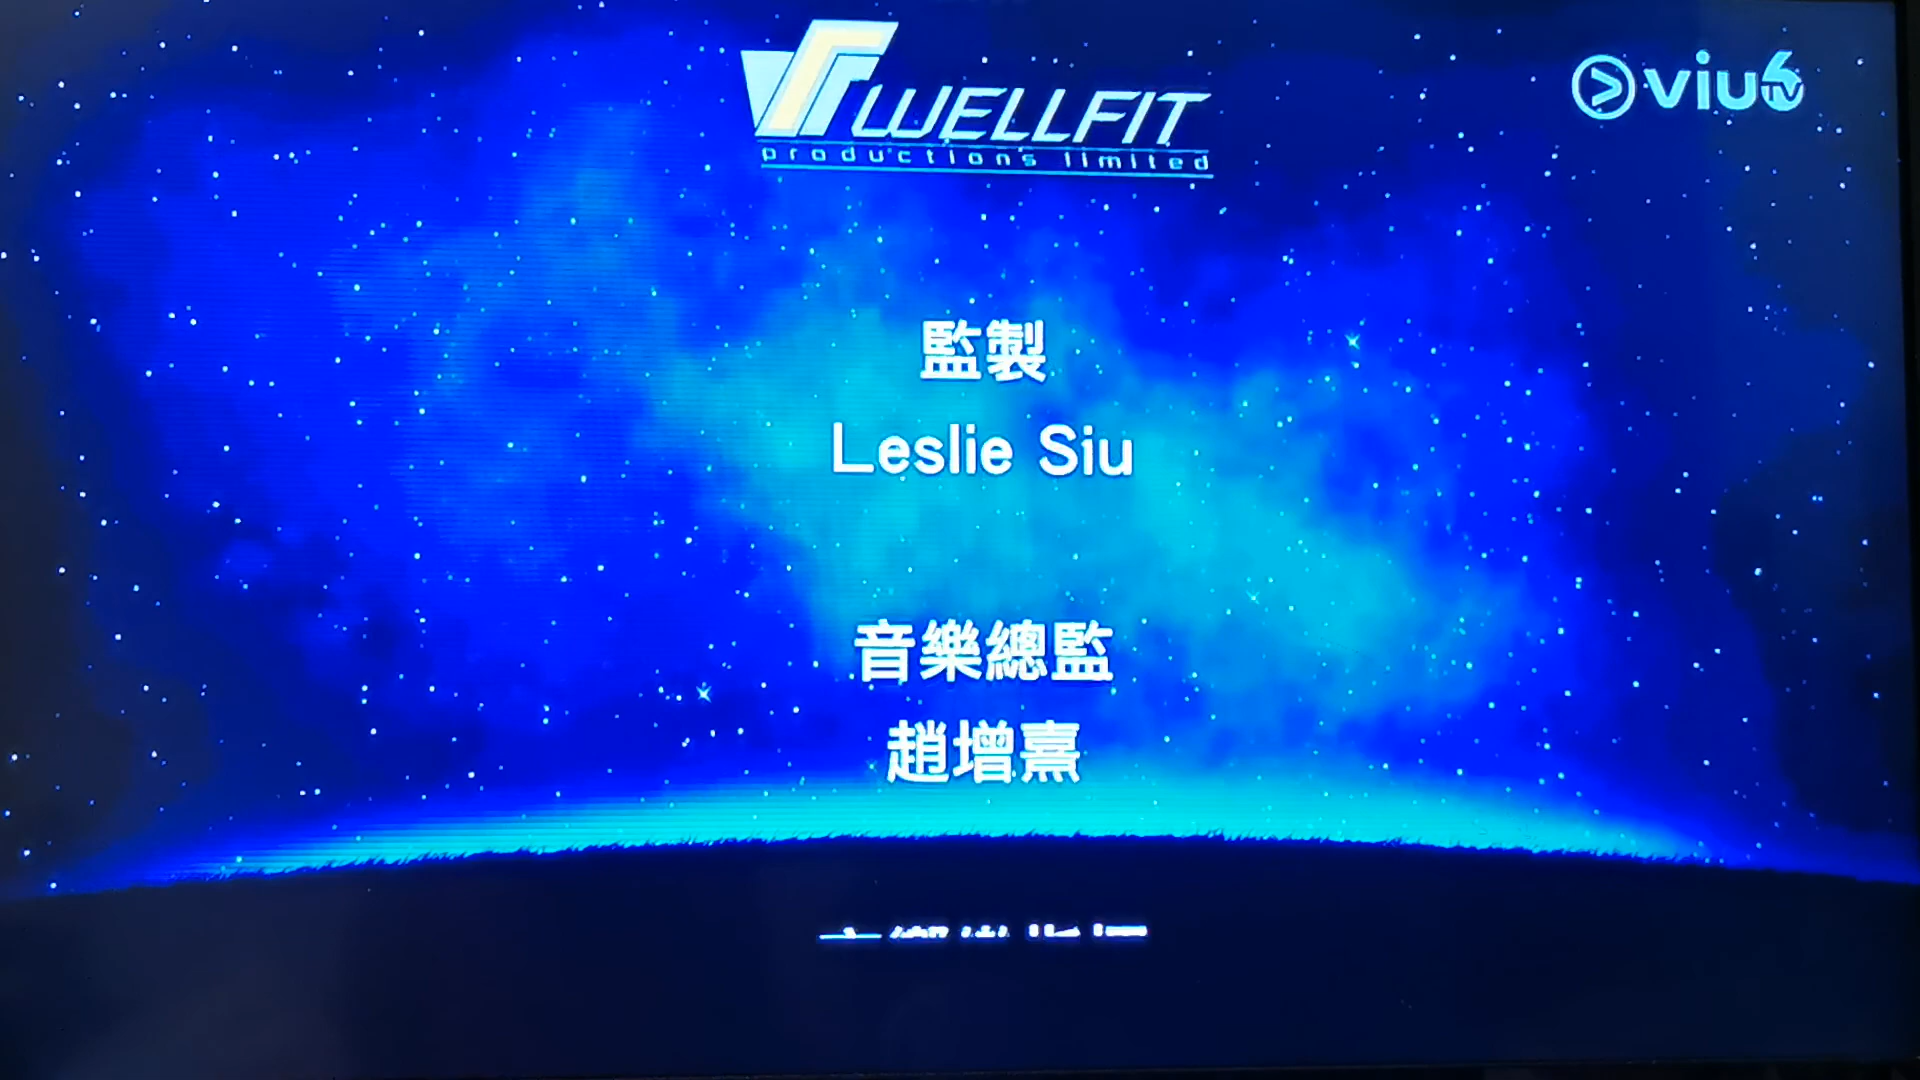 WELLFIT
productions limited
viu6
TV
監製
Leslie Siu
音樂總監
趙增熹